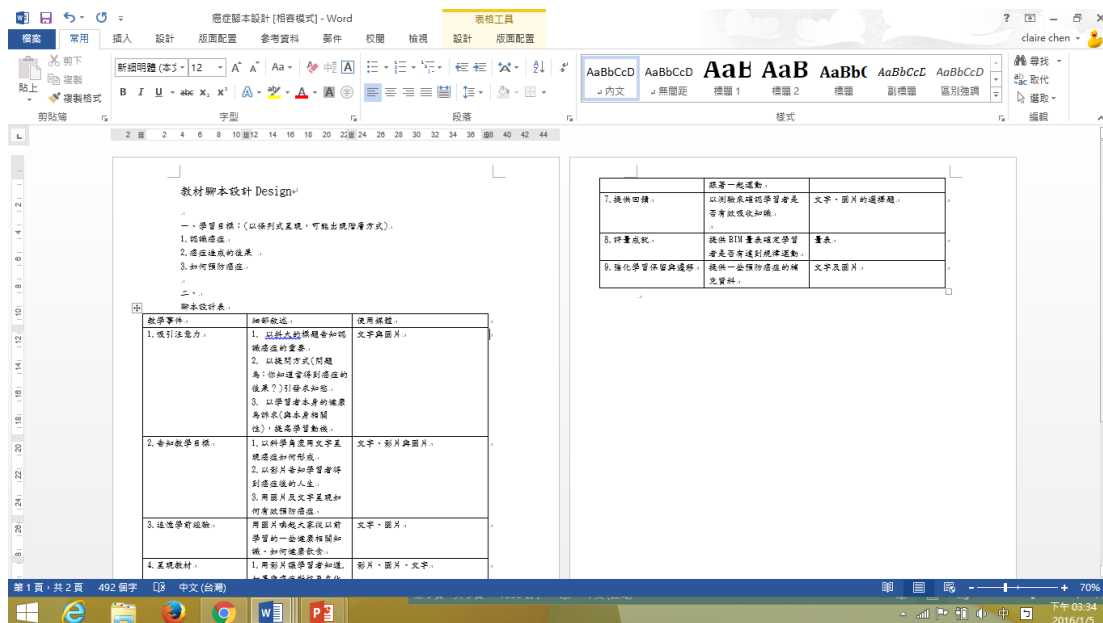 癌症腳本設計 [相容模式] - Word
表格工具
檔案 常用 插入 設計 版面配置 參考資料 郵件 校閱 檢視 設計 版面配置
claire chen
剪下
複製
複製格式
貼上
新細明體 (本文 12
AaBbCcD AaBbCcD AaB AaBbCcD AaBbCcD
內文 無間距 標題 1 標題 2 標題 副標題 區別強調
尋找
取代
選取
剪貼簿 字型 段落 樣式 編輯
教材腳本設計 Design
一、學習目標：(以條列式呈現，可能出現階層方式)
1.認識癌症
2.癌症造成的後果
3.如何預防癌症
二、
腳本設計表
教學事件 細部敘述 使用媒體
1.吸引注意力 1. 以斜大的標題告知認 文字與圖片
識癌症的重要
2. 以提問方式(問題
為：你知道當得到癌症的
後果？)引發求知慾
3. 以學習者本身的健康
為訴求(與本身相關
性)，提高學習動機
2.告知教學目標 1.以科學角度用文字呈 文字、影片與圖片
現癌症如何形成
2.以影片告知學習者得
到癌症後的人生
3.用圖片及文字呈現如
何有效預防癌症
3.追憶學前經驗 用圖片喚起大家從以前 文字、圖片
學習的一些健康相關知
識，如何健康飲食
4.呈現教材 1.用影片讓學習者知道, 影片、圖片、文字
跟著一起運動
7.提供回饋 以測驗來確認學習者是 文字、圖片的選擇題
否有效吸收知識
8.評量成就 提供 BIM 量表確定學習 量表
者是否有達到規律運動
9.強化學習保留與遷移 提供一些預防癌症的補 文字及圖片
充資料
第 1 頁，共 2 頁 492 個字 中文 (台灣) 70%
中 下午 03:34
2016/1/5